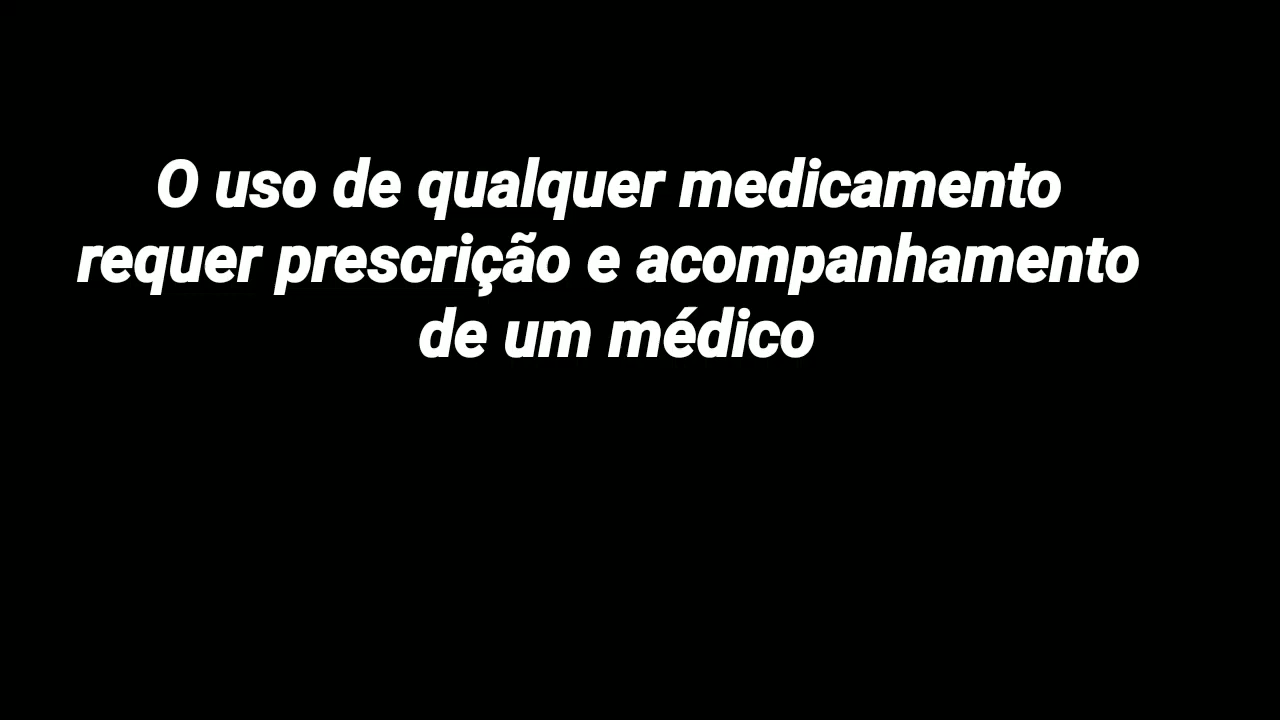 O uso de qualquer medicamento
requer prescrição e acompanhamento
de um médico